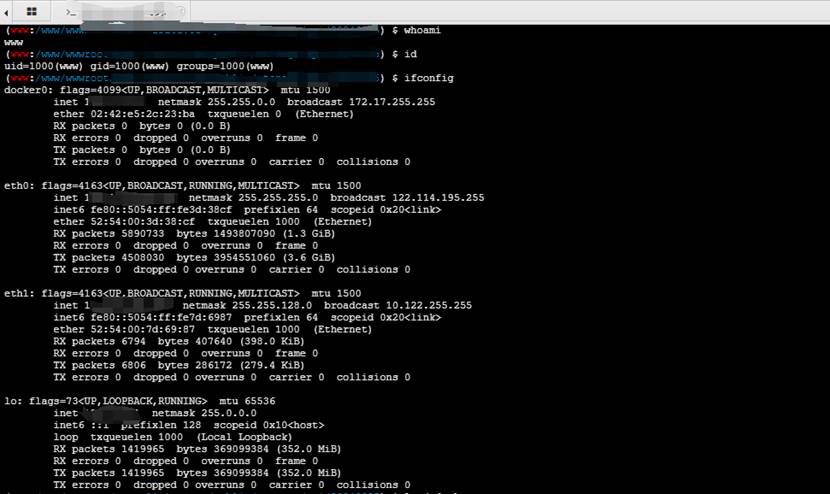 (www:/www/www ) $ whoami
www
(www:/www/wwwroot. ) $ id
uid=1000(www) gid=1000(www) groups=1000(www)
(www:/www/wwwroot. ) $ ifconfig
docker0: flags=4099<UP,BROADCAST,MULTICAST> mtu 1500
inet 1 netmask 255.255.0.0 broadcast 172.17.255.255
ether 02:42:e5:2c:23:ba txqueuelen 0 (Ethernet)
RX packets 0 bytes 0 (0.0 B)
RX errors 0 dropped 0 overruns 0 frame 0
TX packets 0 bytes 0 (0.0 B)
TX errors 0 dropped 0 overruns 0 carrier 0 collisions 0
eth0: flags=4163<UP,BROADCAST,RUNNING,MULTICAST> mtu 1500
inet 1 netmask 255.255.255.0 broadcast 122.114.195.255
inet6 fe80::5054:ff:fe3d:38cf prefixlen 64 scopeid 0x20<link>
ether 52:54:00:3d:38:cf txqueuelen 1000 (Ethernet)
RX packets 5890733 bytes 1493807090 (1.3 GiB)
RX errors 0 dropped 0 overruns 0 frame 0
TX packets 4508030 bytes 3954551060 (3.6 GiB)
TX errors 0 dropped 0 overruns 0 carrier 0 collisions 0
eth1: flags=4163<UP,BROADCAST,RUNNING,MULTICAST> mtu 1500
inet 1 netmask 255.255.128.0 broadcast 10.122.255.255
inet6 fe80::5054:ff:fe7d:6987 prefixlen 64 scopeid 0x20<link>
ether 52:54:00:7d:69:87 txqueuelen 1000 (Ethernet)
RX packets 6794 bytes 407640 (398.0 KiB)
RX errors 0 dropped 0 overruns 0 frame 0
TX packets 6806 bytes 286172 (279.4 KiB)
TX errors 0 dropped 0 overruns 0 carrier 0 collisions 0
lo: flags=73<UP,LOOPBACK,RUNNING> mtu 65536
inet netmask 255.0.0.0
inet6 ::1 prefixlen 128 scopeid 0x10<host>
loop txqueuelen 1000 (Local Loopback)
RX packets 1419965 bytes 369099384 (352.0 MiB)
RX errors 0 dropped 0 overruns 0 frame 0
TX packets 1419965 bytes 369099384 (352.0 MiB)
TX errors 0 dropped 0 overruns 0 carrier 0 collisions 0